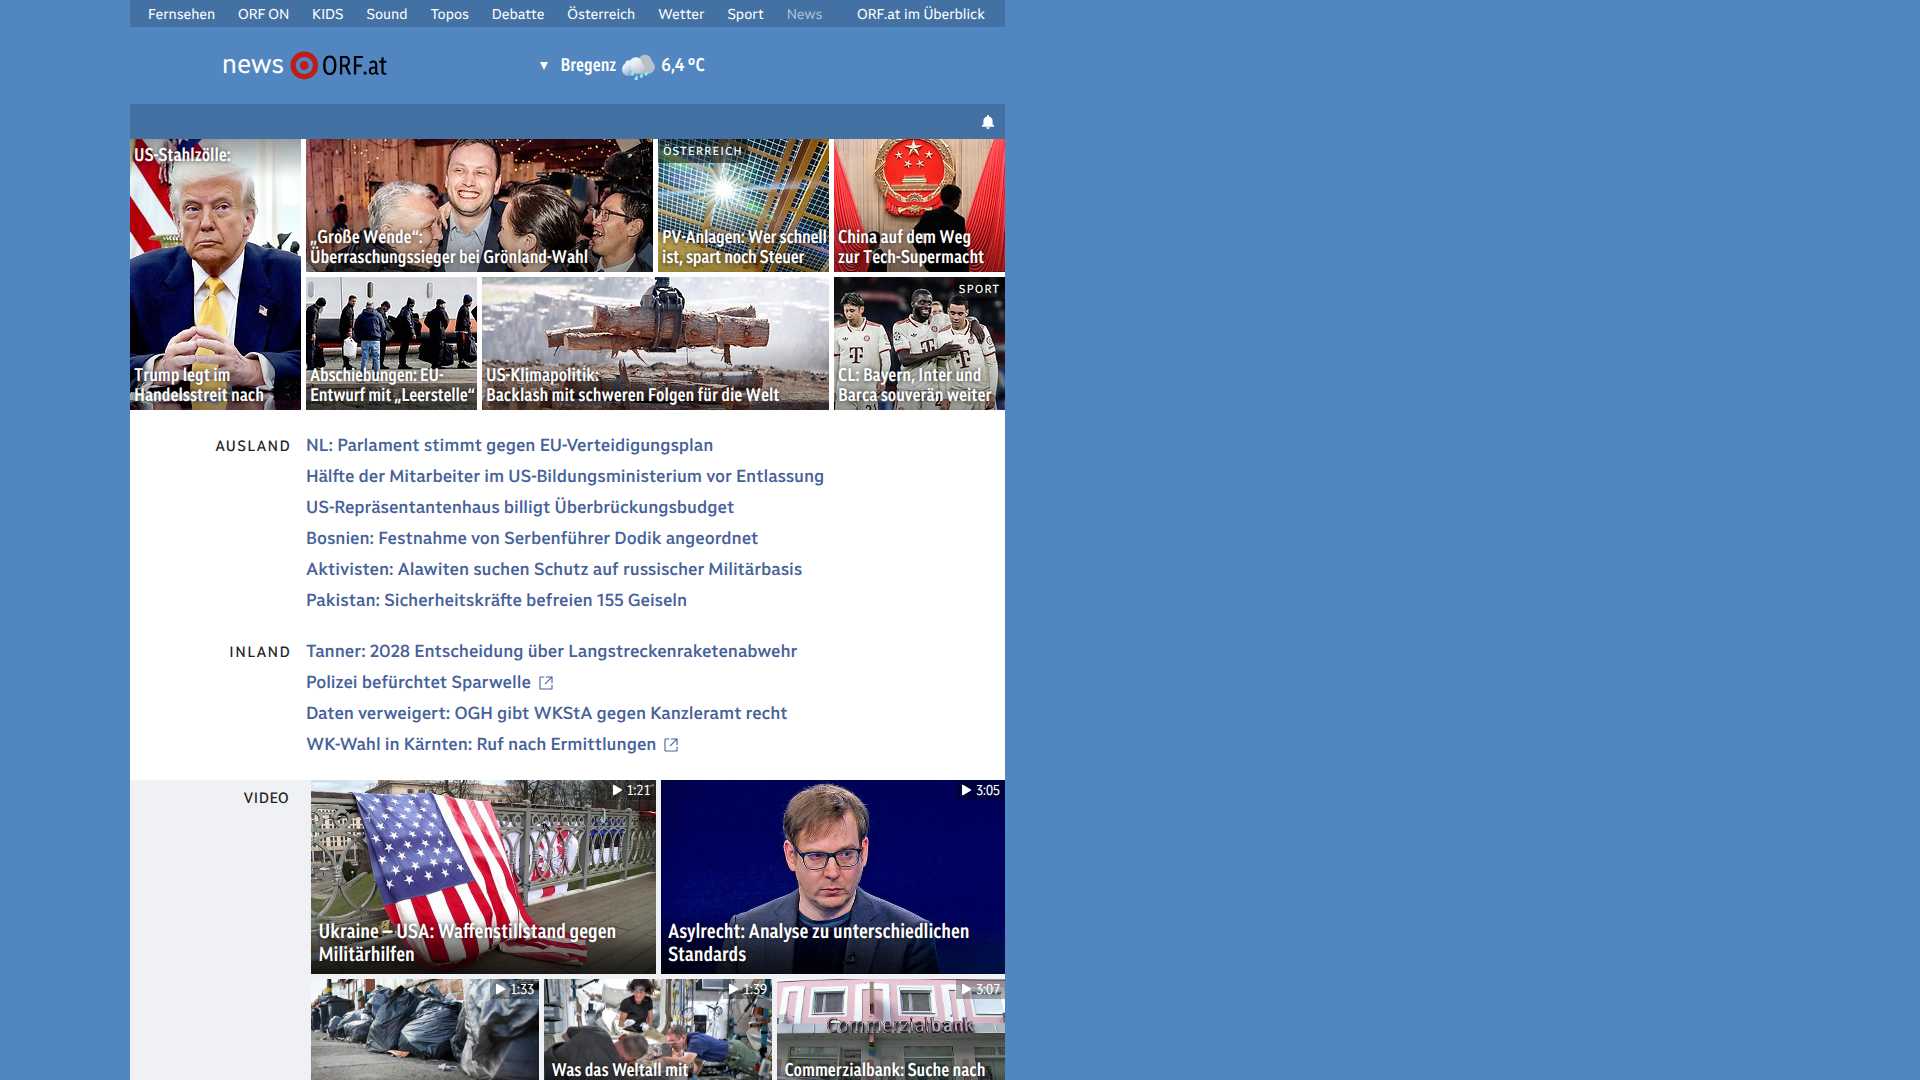 Fernsehen ORF ON KIDS Sound Topos Debatte Österreich Wetter Sport News ORF.at im Überblick
news ORF.at
Bregenz 6,4 °C
US-Stahlzölle:
Trump legt im
Handelsstreit nach
„Große Wende“:
Überraschungssieger bei Grönland-Wahl
ÖSTERREICH
PV-Anlagen: Wer schnell
ist, spart noch Steuer
China auf dem Weg
zur Tech-Supermacht
Abschiebungen: EU-
Entwurf mit „Leerstelle“
US-Klimapolitik:
Backlash mit schweren Folgen für die Welt
SPORT
CL: Bayern, Inter und
Barca souverän weiter
AUSLAND
NL: Parlament stimmt gegen EU-Verteidigungsplan
Hälfte der Mitarbeiter im US-Bildungsministerium vor Entlassung
US-Repräsentantenhaus billigt Überbrückungsbudget
Bosnien: Festnahme von Serbenführer Dodik angeordnet
Aktivisten: Alawiten suchen Schutz auf russischer Militärbasis
Pakistan: Sicherheitskräfte befreien 155 Geiseln
INLAND
Tanner: 2028 Entscheidung über Langstreckenraketenabwehr
Polizei befürchtet Sparwelle
Daten verweigert: OGH gibt WKStA gegen Kanzleramt recht
WK-Wahl in Kärnten: Ruf nach Ermittlungen
VIDEO
1:21
Ukraine – USA: Waffenstillstand gegen
Militärhilfen
3:05
Asylrecht: Analyse zu unterschiedlichen
Standards
1:33
1:39
Was das Weltall mit
3:07
Commerzialbank
Commerzialbank: Suche nach